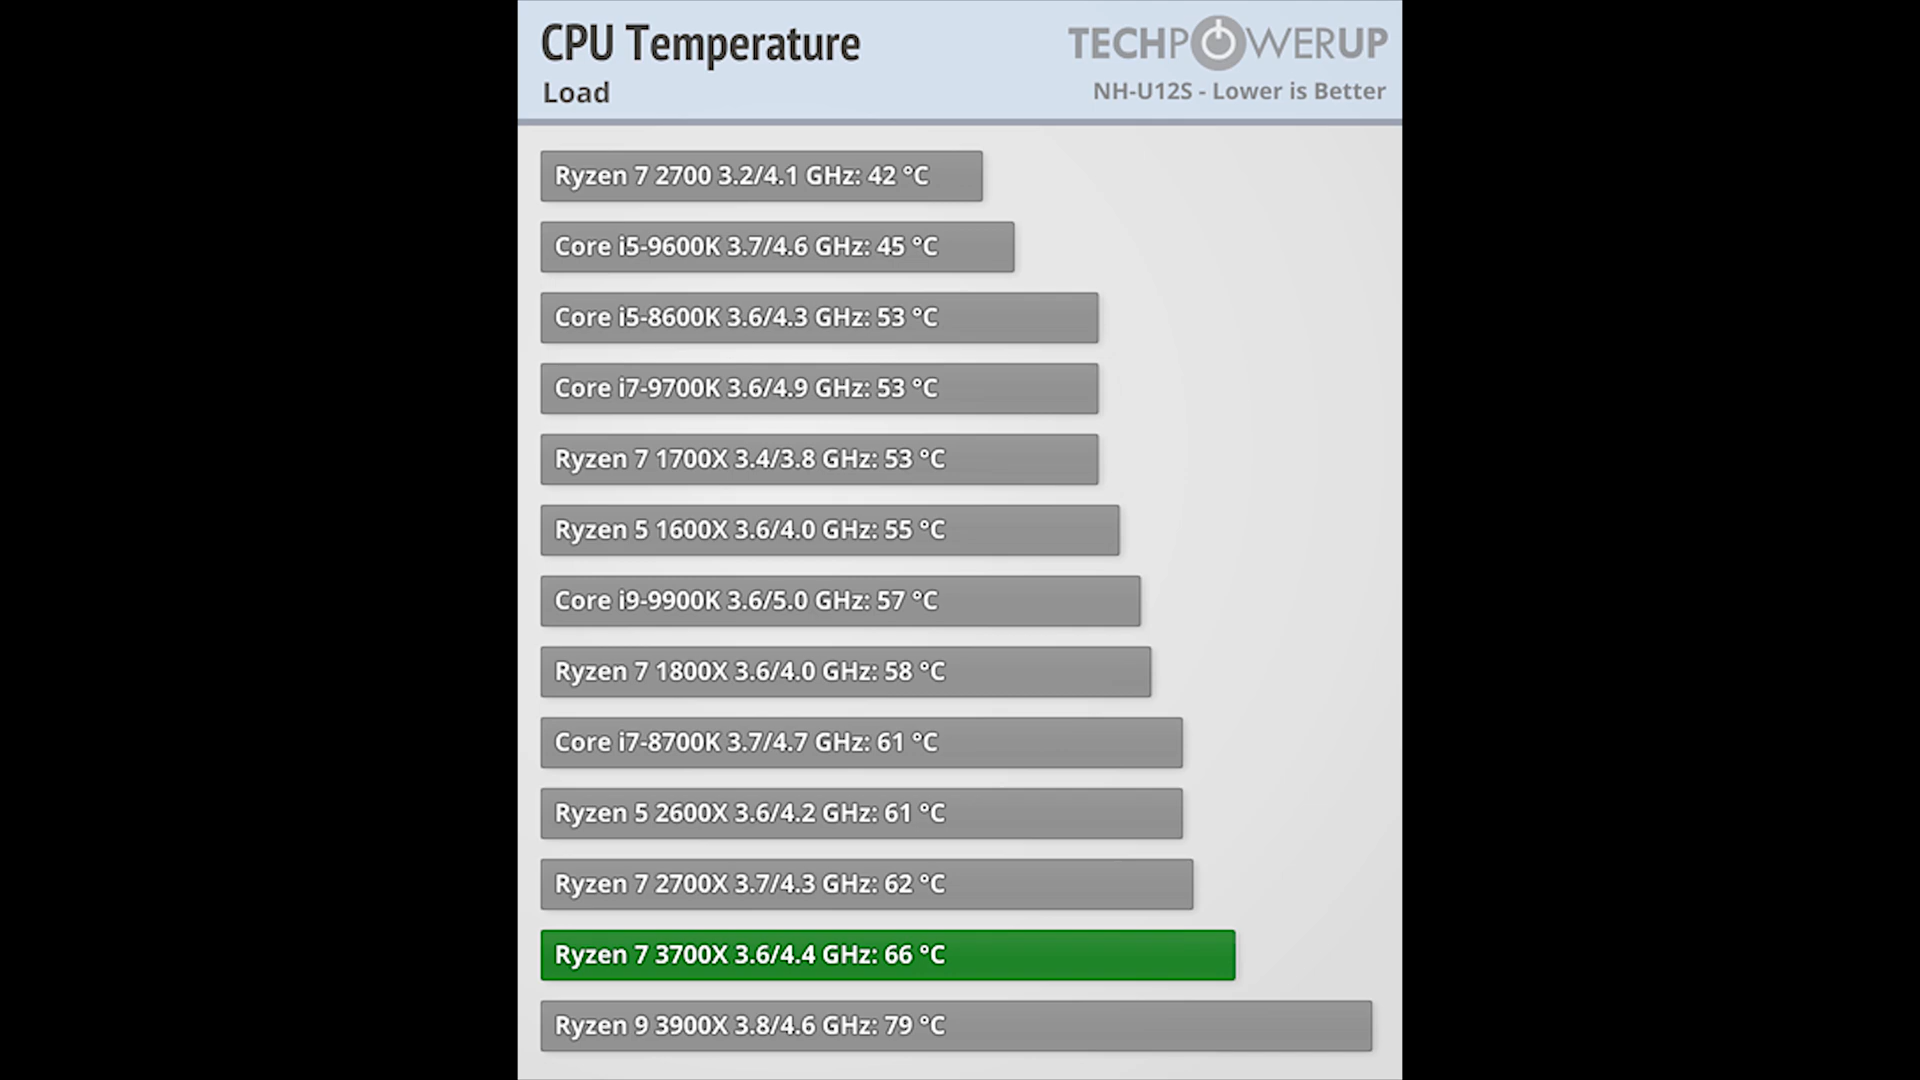 CPU Temperature
TECHPOWERUP
Load
NH-U12S - Lower is Better
Ryzen 7 2700 3.2/4.1 GHz: 42 °C
Core i5-9600K 3.7/4.6 GHz: 45 °C
Core i5-8600K 3.6/4.3 GHz: 53 °C
Core i7-9700K 3.6/4.9 GHz: 53 °C
Ryzen 7 1700X 3.4/3.8 GHz: 53 °C
Ryzen 5 1600X 3.6/4.0 GHz: 55 °C
Core i9-9900K 3.6/5.0 GHz: 57 °C
Ryzen 7 1800X 3.6/4.0 GHz: 58 °C
Core i7-8700K 3.7/4.7 GHz: 61 °C
Ryzen 5 2600X 3.6/4.2 GHz: 61 °C
Ryzen 7 2700X 3.7/4.3 GHz: 62 °C
Ryzen 7 3700X 3.6/4.4 GHz: 66 °C
Ryzen 9 3900X 3.8/4.6 GHz: 79 °C